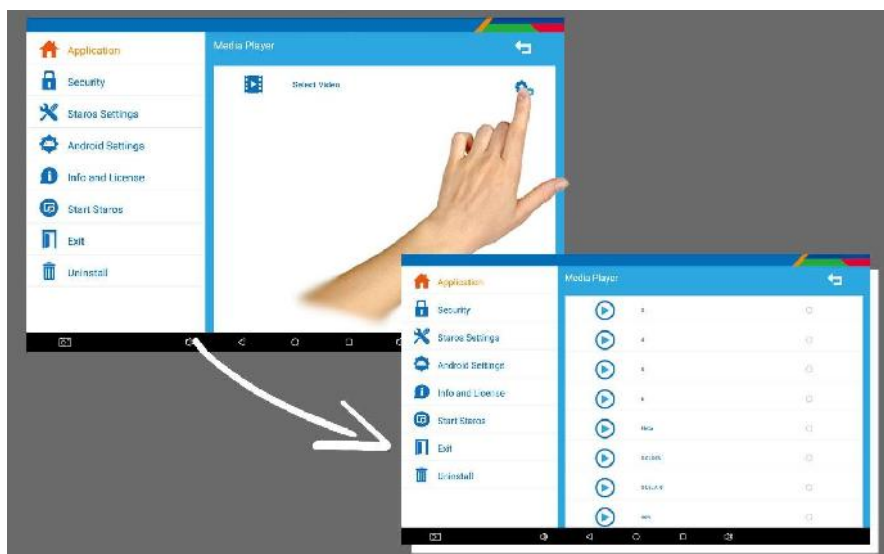 Application
Security
Staros Settings
Android Settings
Info and License
Start Staros
Exit
Uninstall
Media Player
Select Video
Application
Security
Staros Settings
Android Settings
Info and License
Start Staros
Exit
Uninstall
Media Player